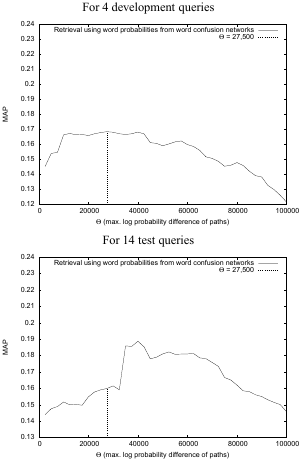 For 4 development queries
0.24
Retrieval using word probabilities from word confusion networks
0.23
Θ = 27,500
0.22
0.21
0.2
0.19
MAP
0.18
0.17
0.16
0.15
0.14
0.13
0.12
0 20000 40000 60000 80000 100000
Θ (max. log probability difference of paths)
For 14 test queries
0.24
Retrieval using word probabilities from word confusion networks
0.23
Θ = 27,500
0.22
0.21
0.2
0.19
MAP
0.18
0.17
0.16
0.15
0.14
0.13
0 20000 40000 60000 80000 100000
Θ (max. log probability difference of paths)